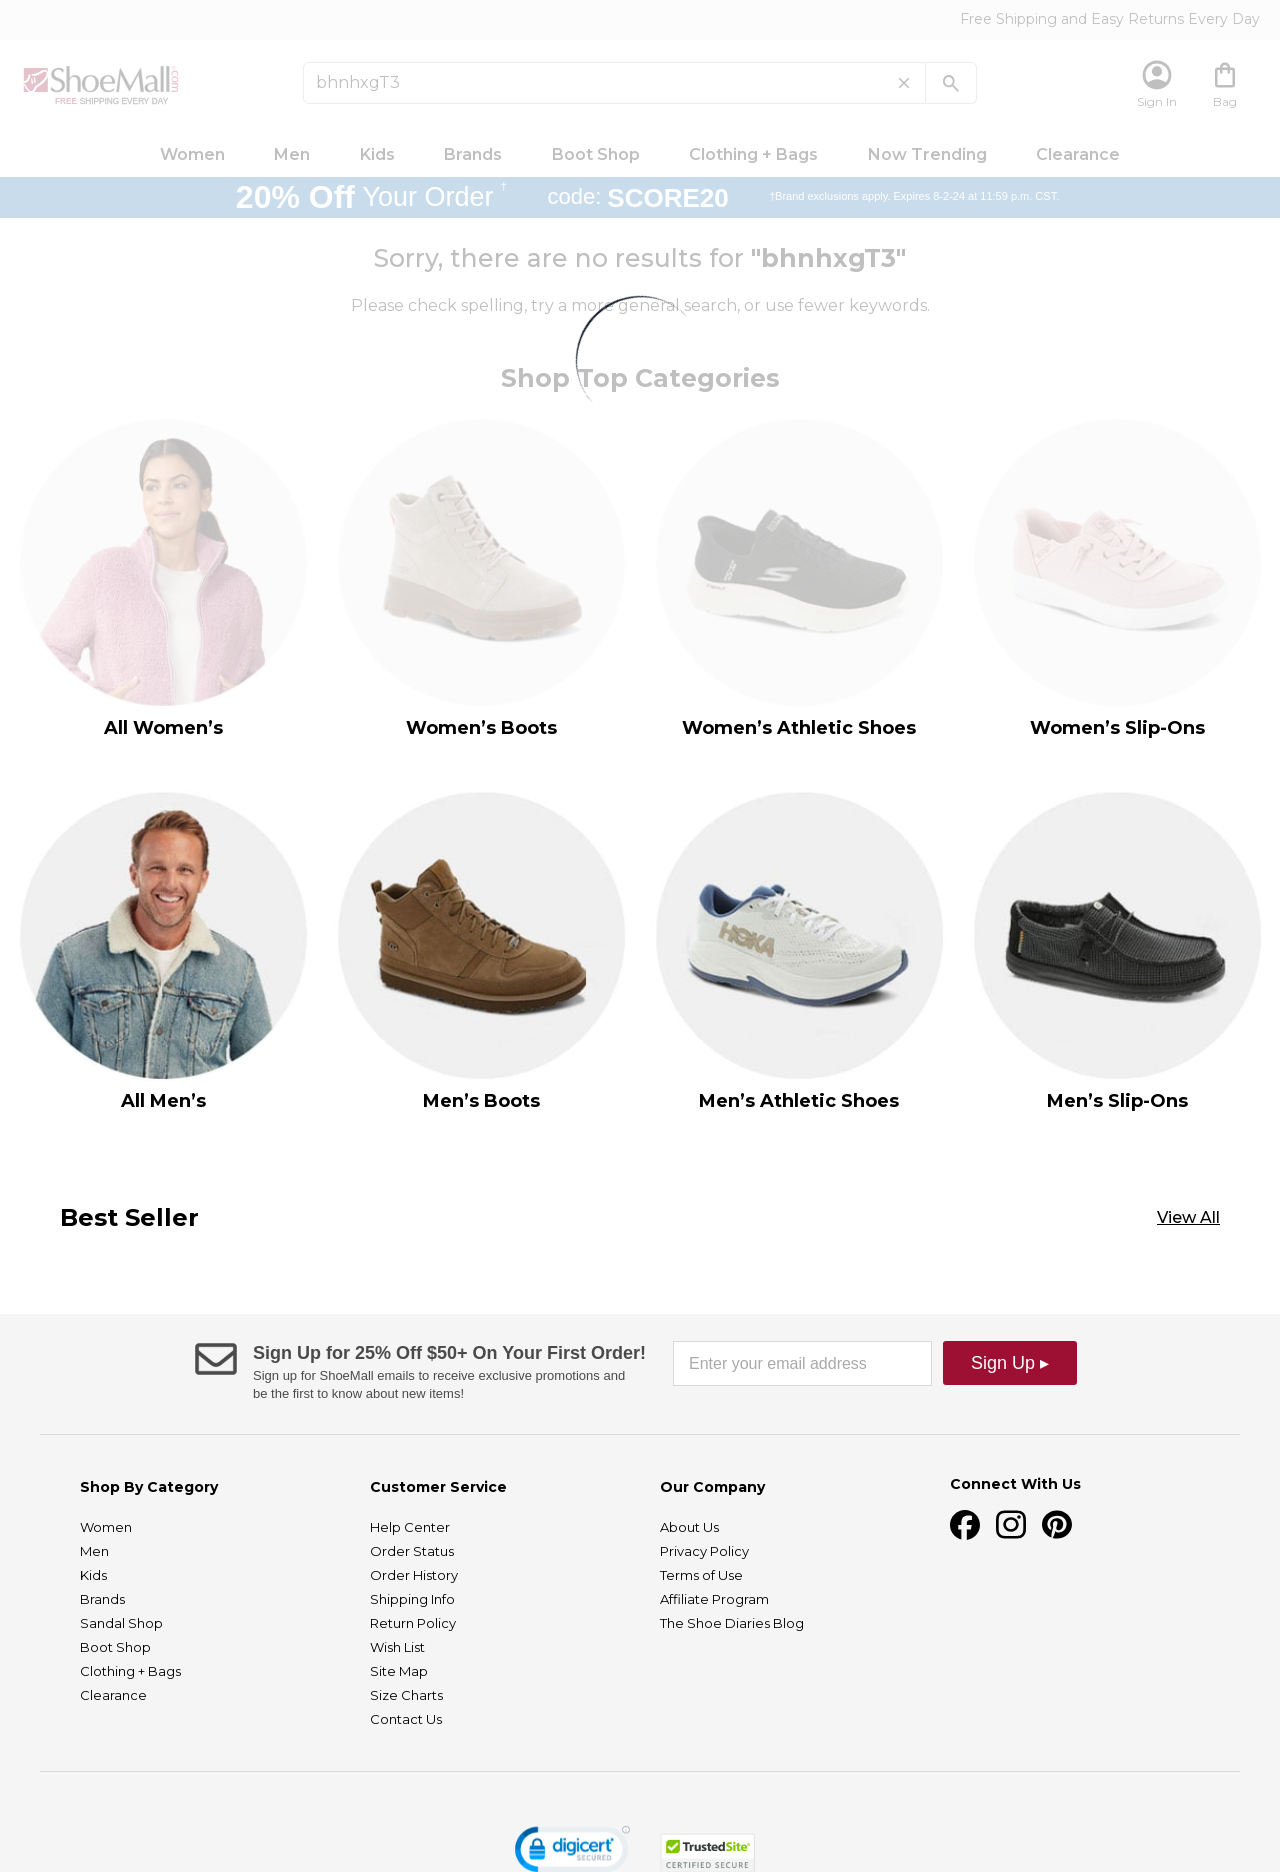 Free Shipping and Easy Returns Every Day
ShoeMall.com
FREE SHIPPING EVERY DAY
bhnhxgT3
Sign In
Bag
Women Men Kids Brands Boot Shop Clothing + Bags Now Trending Clearance
20% Off Your Order † code: SCORE20 †Brand exclusions apply. Expires 8-2-24 at 11:59 p.m. CST.
Sorry, there are no results for "bhnhxgT3"
Please check spelling, try a more general search, or use fewer keywords.
Shop Top Categories
All Women’s
Women’s Boots
Women’s Athletic Shoes
Women’s Slip-Ons
HOKA
All Men’s
Men’s Boots
Men’s Athletic Shoes
Men’s Slip-Ons
Best Seller
View All
Sign Up for 25% Off $50+ On Your First Order!
Sign up for ShoeMall emails to receive exclusive promotions and
be the first to know about new items!
Enter your email address
Sign Up ▸
Shop By Category
Women
Men
Kids
Brands
Sandal Shop
Boot Shop
Clothing + Bags
Clearance
Customer Service
Help Center
Order Status
Order History
Shipping Info
Return Policy
Wish List
Site Map
Size Charts
Contact Us
Our Company
About Us
Privacy Policy
Terms of Use
Affiliate Program
The Shoe Diaries Blog
Connect With Us
digicert
SECURED
TrustedSite
CERTIFIED SECURE